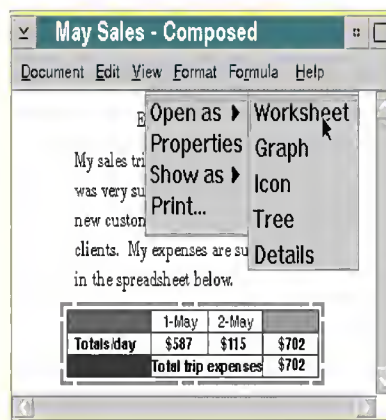 May Sales - Composed
Document Edit View Format Formula Help
Open as Worksheet
Properties Graph
Show as Icon
Print... Tree
Details
My sales tri
was very su
new custon
clients. My expenses are su
in the spreadsheet below.
1-May 2-May
Totals/day $587 $115 $702
Total trip expenses $702